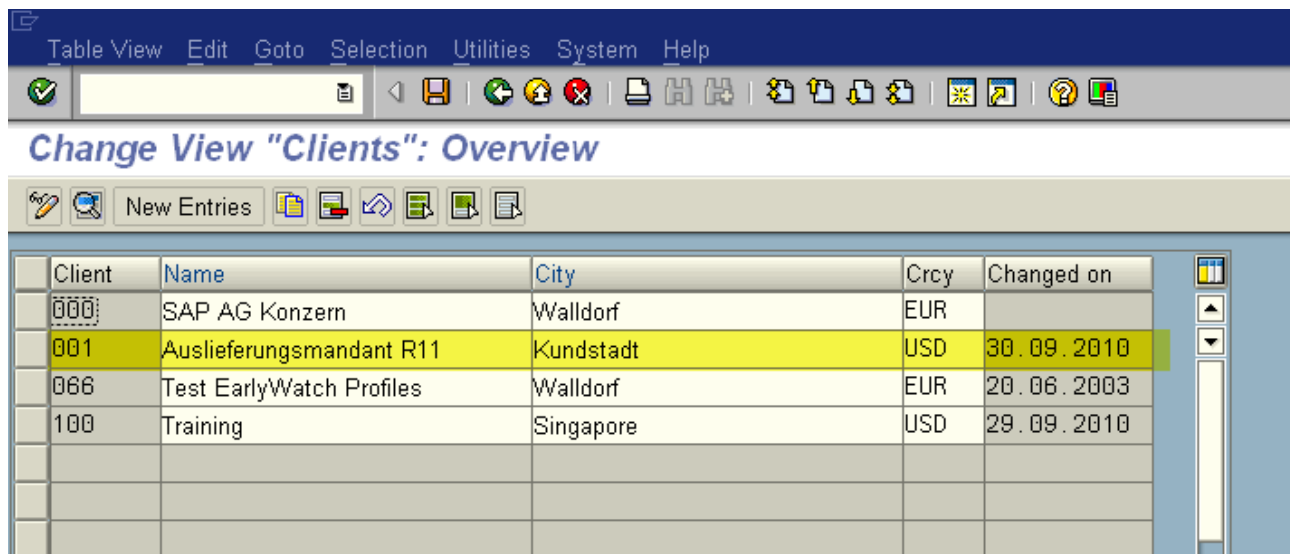 Table View Edit Goto Selection Utilities System Help
Change View "Clients": Overview
New Entries
Client Name City Crcy Changed on
000 SAP AG Konzern Walldorf EUR
001 Auslieferungsmandant R11 Kundstadt USD 30.09.2010
066 Test EarlyWatch Profiles Walldorf EUR 20.06.2003
100 Training Singapore USD 29.09.2010